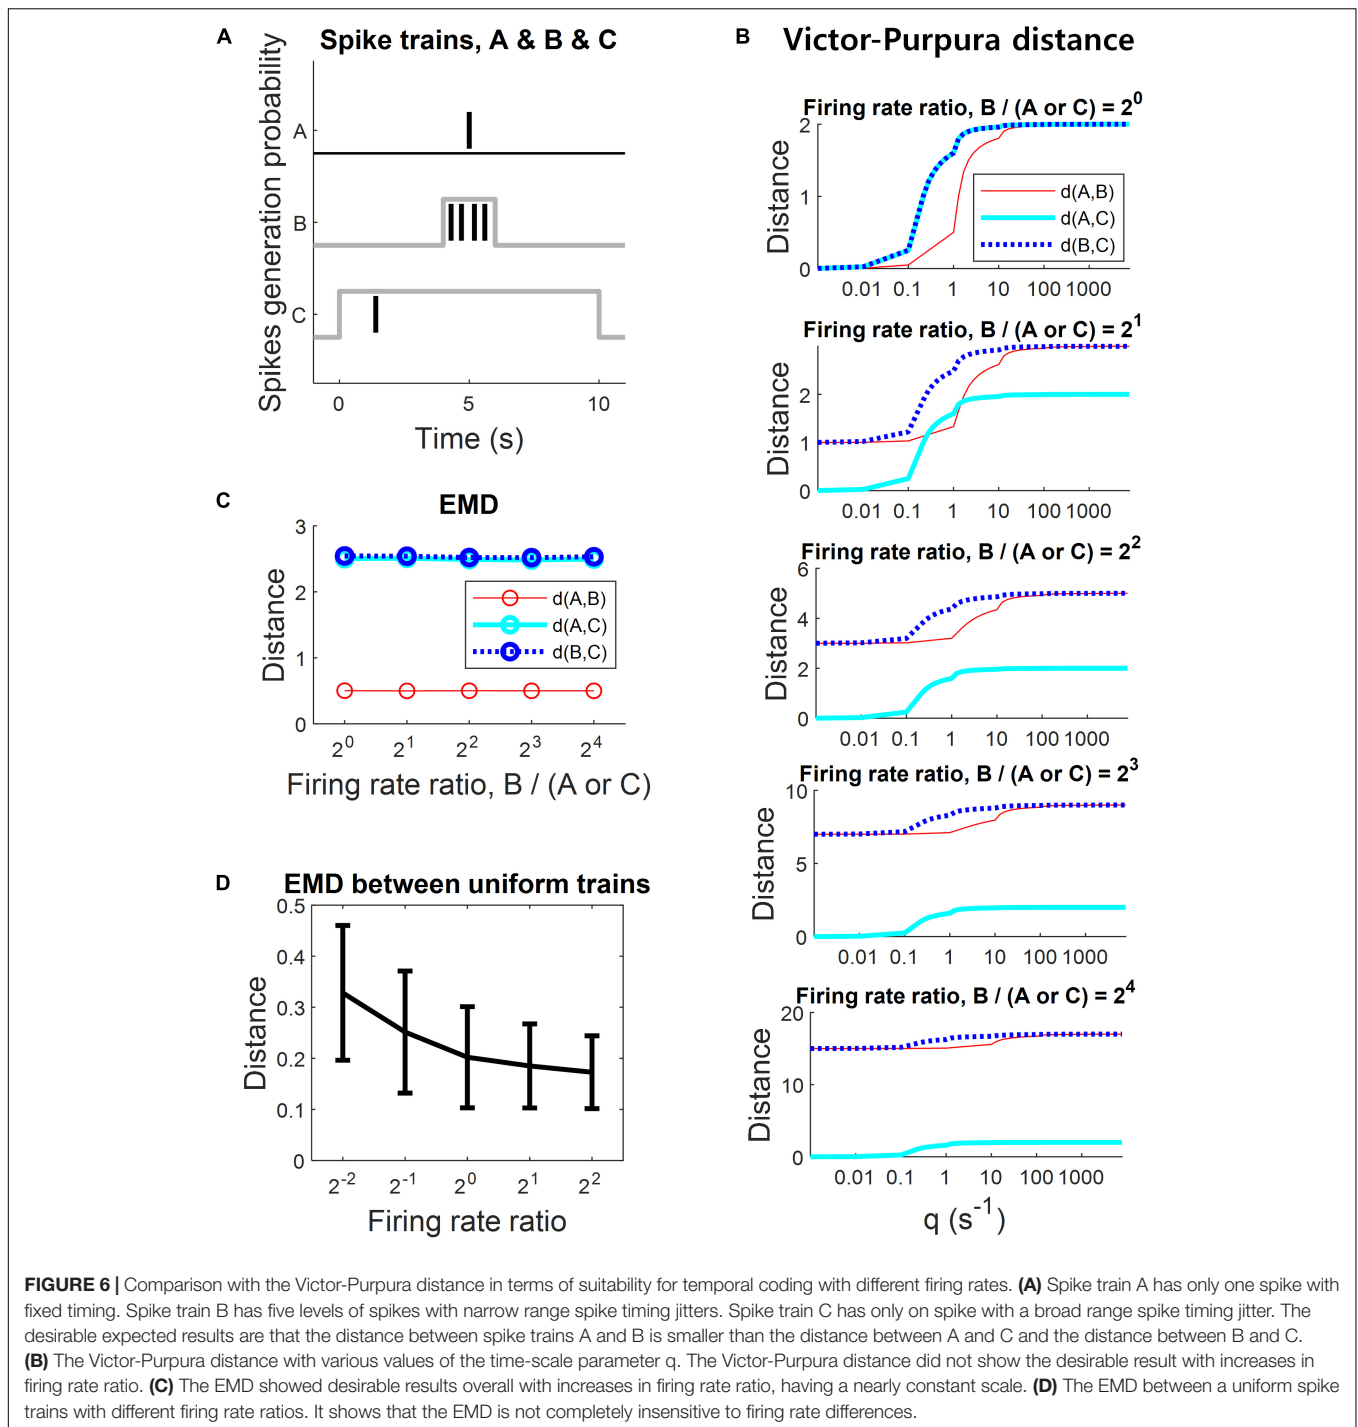 A
Spike trains, A & B & C
Spikes generation probability
A
B
C
0
5
10
Time (s)
B
Victor-Purpura distance
Firing rate ratio, B / (A or C) = 2^0
Distance
2
1
0
d(A,B)
d(A,C)
d(B,C)
0.01 0.1 1 10 100 1000
Firing rate ratio, B / (A or C) = 2^1
Distance
3
2
1
0
0.01 0.1 1 10 100 1000
Firing rate ratio, B / (A or C) = 2^2
Distance
6
4
2
0
0.01 0.1 1 10 100 1000
Firing rate ratio, B / (A or C) = 2^3
Distance
10
5
0
0.01 0.1 1 10 100 1000
Firing rate ratio, B / (A or C) = 2^4
Distance
20
10
0
0.01 0.1 1 10 100 1000
q (s^-1)
C
EMD
Distance
3
2
1
0
d(A,B)
d(A,C)
d(B,C)
2^0 2^1 2^2 2^3 2^4
Firing rate ratio, B / (A or C)
D
EMD between uniform trains
Distance
0.5
0.4
0.3
0.2
0.1
0
2^-2 2^-1 2^0 2^1 2^2
Firing rate ratio
FIGURE 6 | Comparison with the Victor-Purpura distance in terms of suitability for temporal coding with different firing rates. (A) Spike train A has only one spike with
fixed timing. Spike train B has five levels of spikes with narrow range spike timing jitters. Spike train C has only on spike with a broad range spike timing jitter. The
desirable expected results are that the distance between spike trains A and B is smaller than the distance between A and C and the distance between B and C.
(B) The Victor-Purpura distance with various values of the time-scale parameter q. The Victor-Purpura distance did not show the desirable result with increases in
firing rate ratio. (C) The EMD showed desirable results overall with increases in firing rate ratio, having a nearly constant scale. (D) The EMD between a uniform spike
trains with different firing rate ratios. It shows that the EMD is not completely insensitive to firing rate differences.